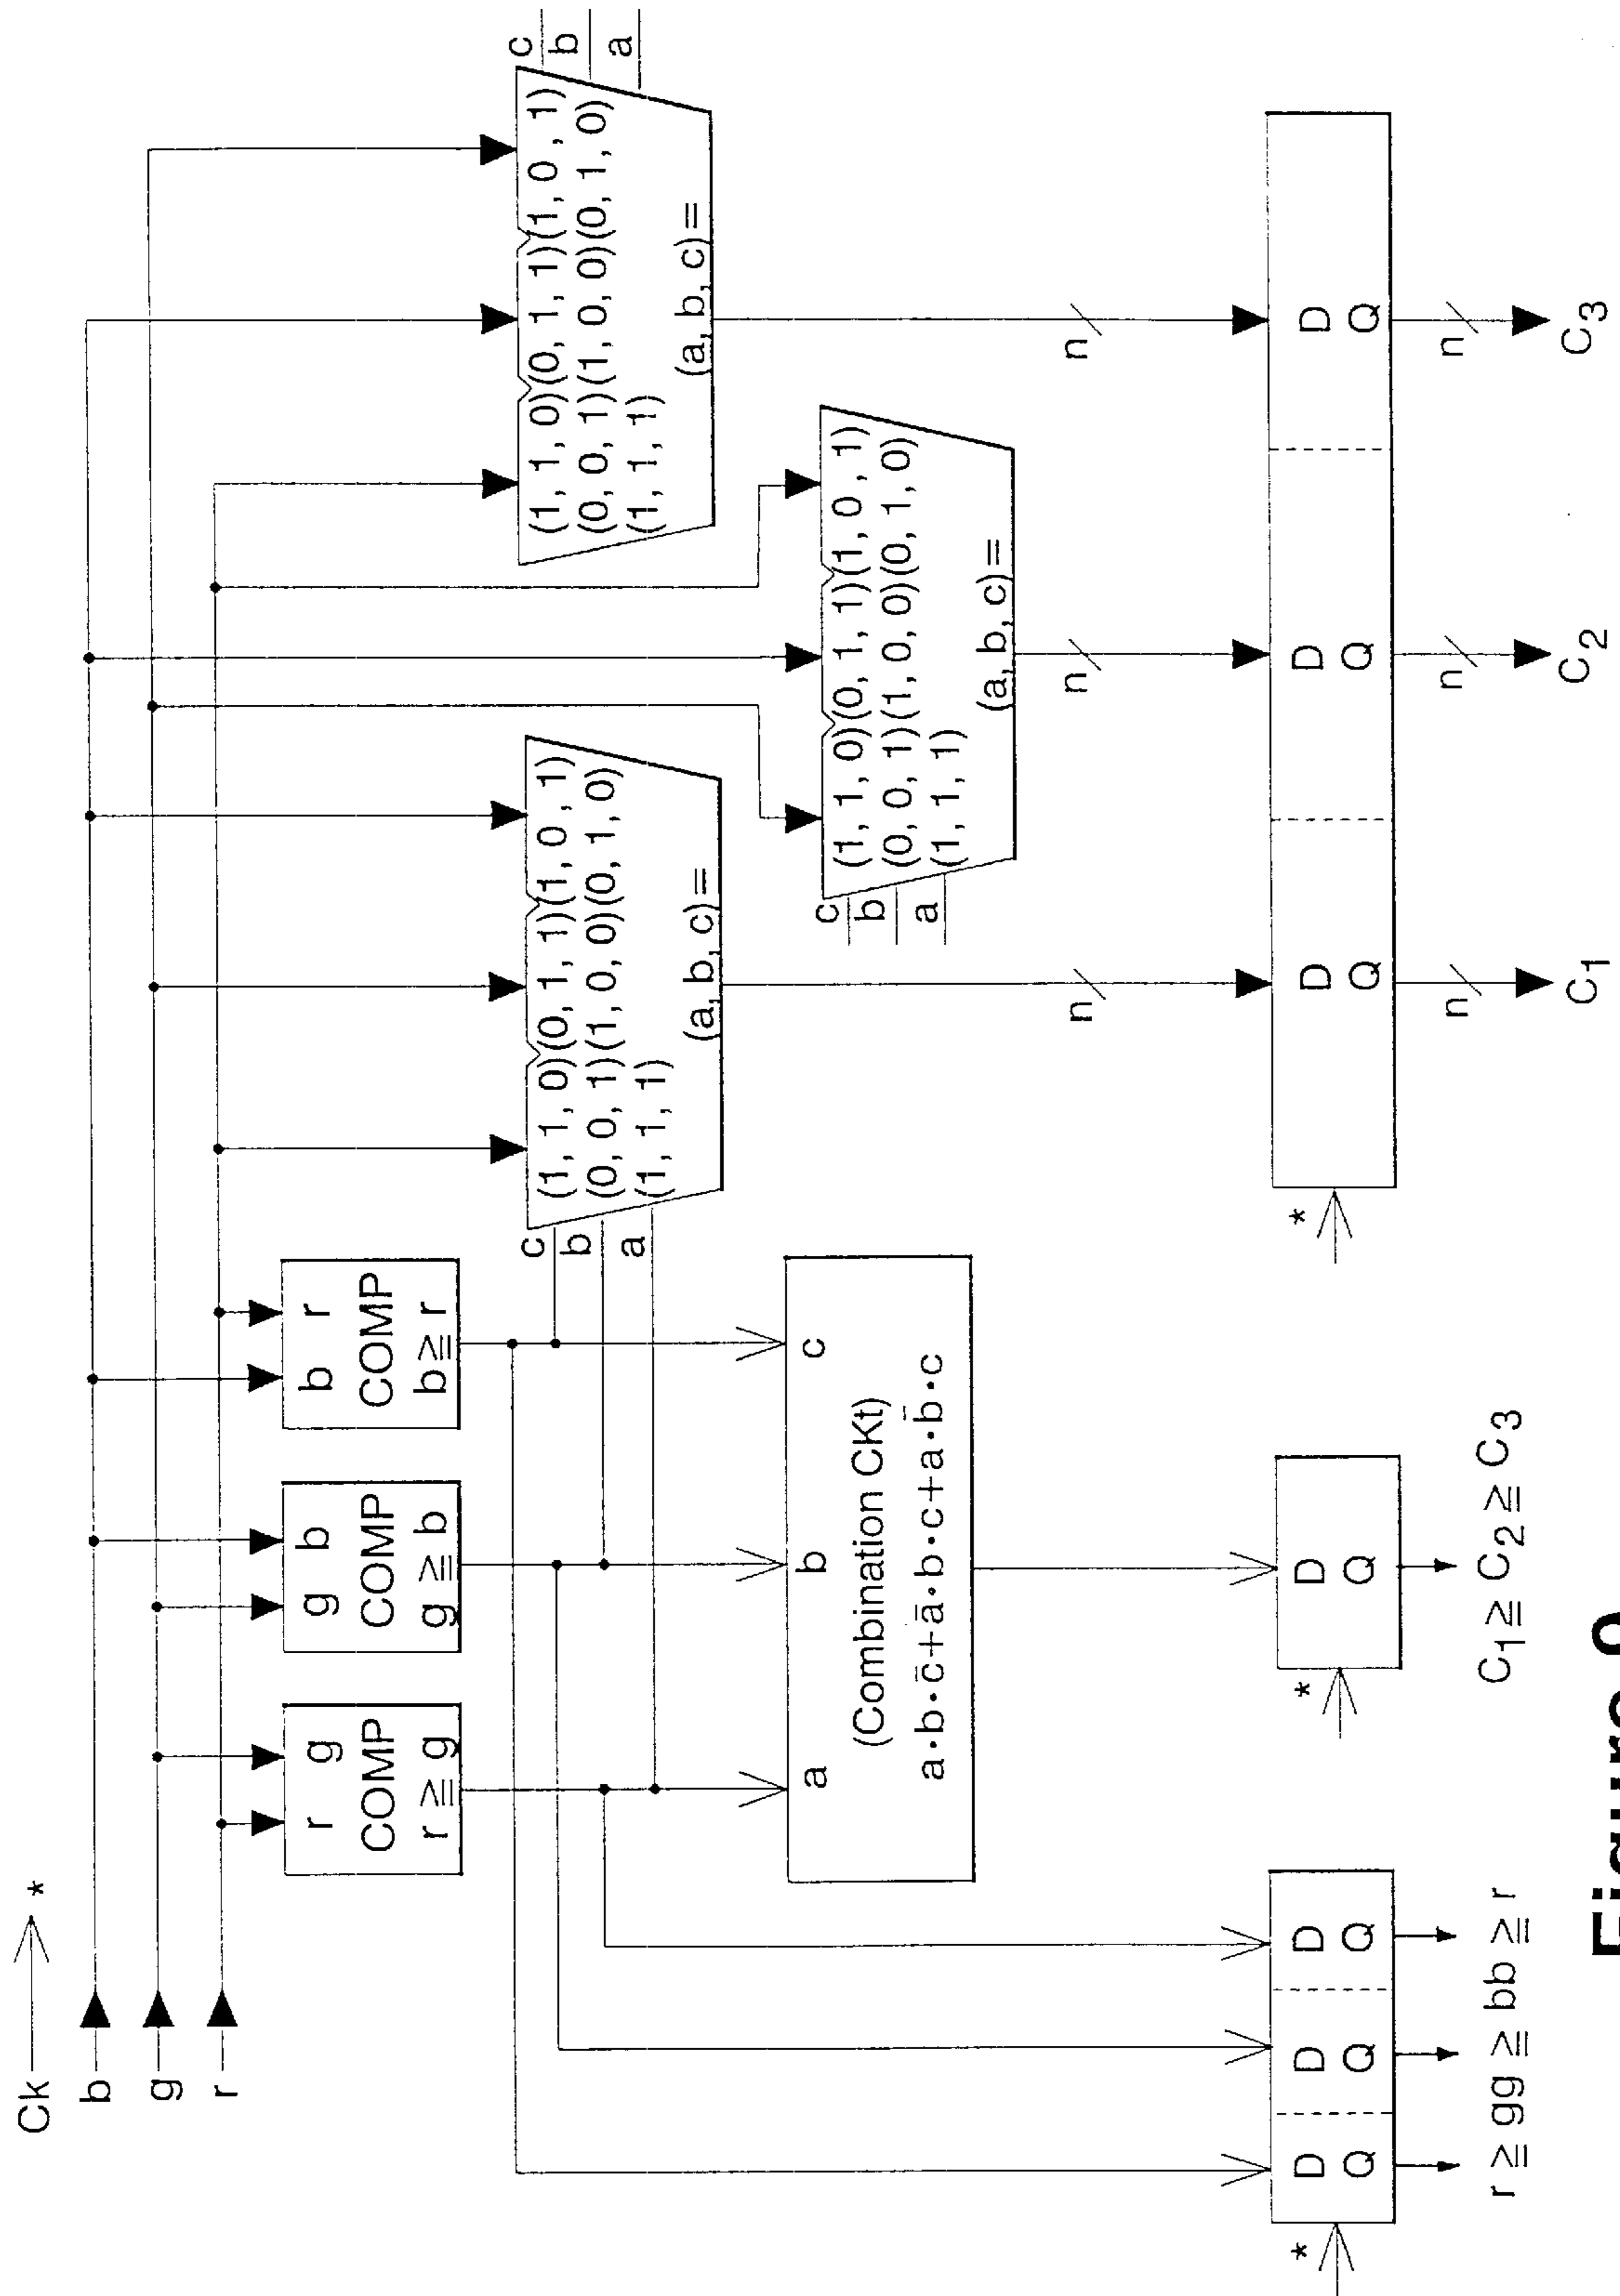 Ck
*
b
g
r
r g
COMP
r ≧ g
g b
COMP
g ≧ b
b r
COMP
b ≧ r
c
b
a
(1, 1, 0)(0, 1, 1)(1, 0 , 1)
(0, 0, 1)(1, 0, 0)(0, 1, 0)
(1, 1, 1)
(a, b, c)=
c
b
a
(1, 1, 0)(0, 1, 1)(1, 0 , 1)
(0, 0, 1)(1, 0, 0)(0, 1, 0)
(1, 1, 1)
(a, b, c)=
(1, 1, 0)(0, 1, 1)(1, 0 , 1)
(0, 0, 1)(1, 0, 0)(0, 1, 0)
(1, 1, 1)
(a, b, c)=
c
b
a
a b c
(Combination CKt)
a·b·c̄+ā·b·c+a·b̄·c
n n n
* D D D
Q Q Q
* D
Q
* D D D
Q Q Q
n n n
r ≧ gg ≧ bb ≧ r
C1≧ C2 ≧ C3
C1 C2 C3